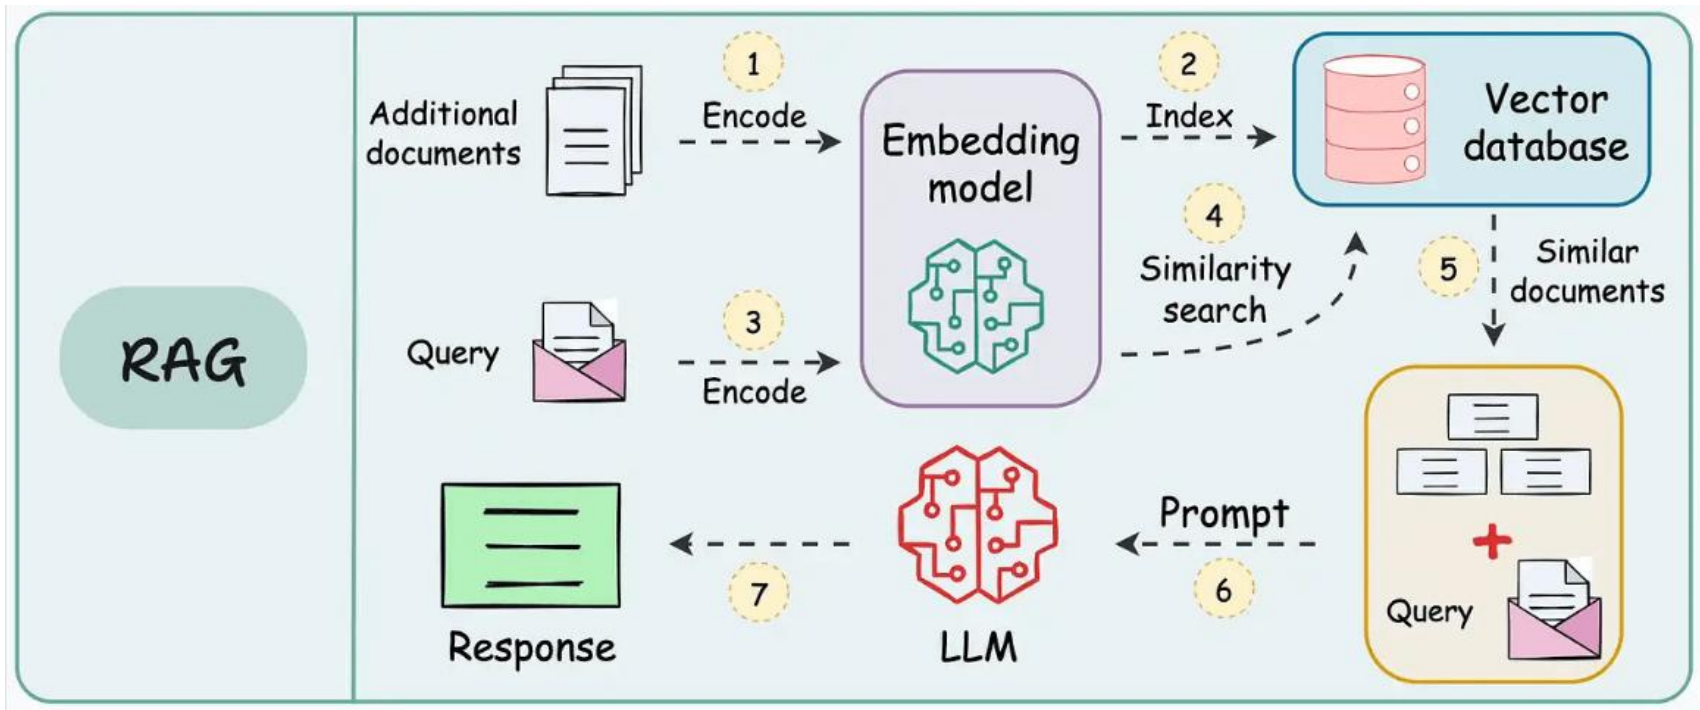 RAG
Additional
documents
1
Encode
Embedding
model
2
Index
Vector
database
Query
3
Encode
4
Similarity
search
5
Similar
documents
Query
Prompt
6
LLM
7
Response